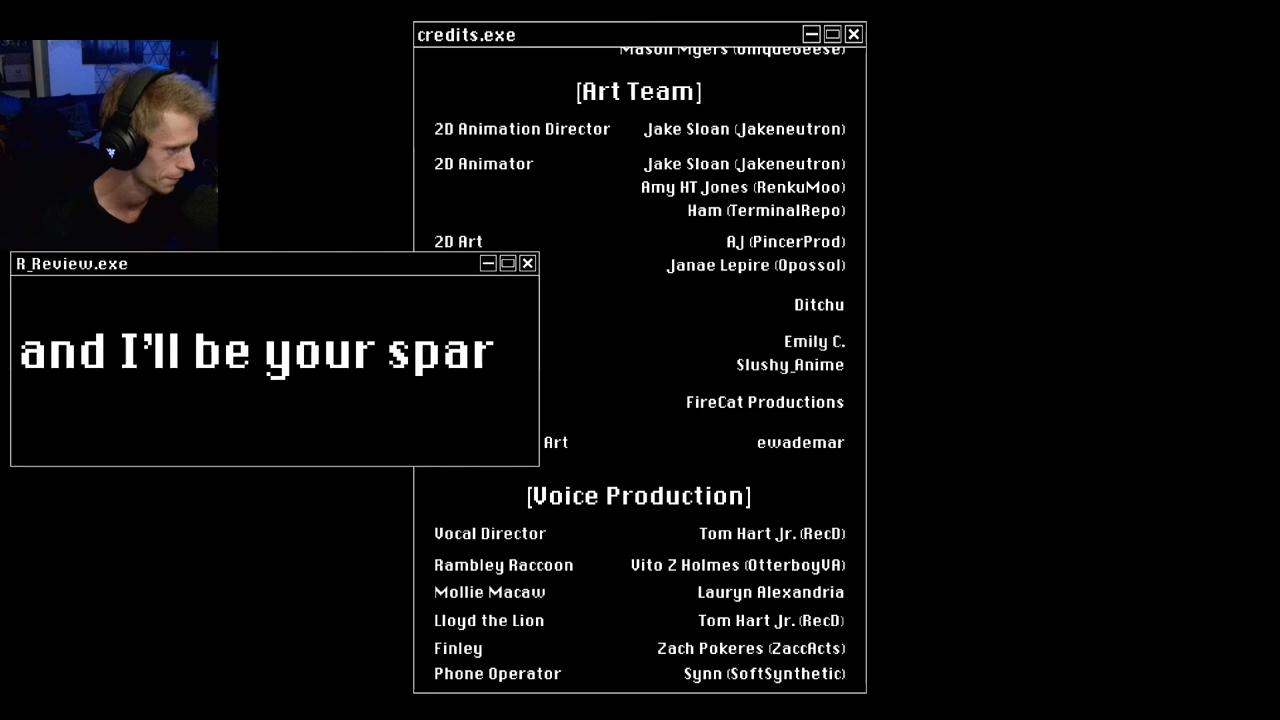 credits.exe
Mason Myers (UniqueGeese)
[Art Team]
2D Animation Director Jake Sloan (Jakeneutron)
2D Animator Jake Sloan (Jakeneutron)
Amy HT Jones (RenkuMoo)
Ham (TerminalRepo)
2D Art AJ (PincerProd)
Janae Lepire (Opossol)
R_Review.exe
and I'll be your spar
Ditchu
Emily C.
Slushy_Anime
FireCat Productions
Art ewademar
[Voice Production]
Vocal Director Tom Hart Jr. (RecD)
Rambley Raccoon Vito Z Holmes (OtterboyVA)
Mollie Macaw Lauryn Alexandria
Lloyd the Lion Tom Hart Jr. (RecD)
Finley Zach Pokeres (ZaccActs)
Phone Operator Synn (SoftSynthetic)